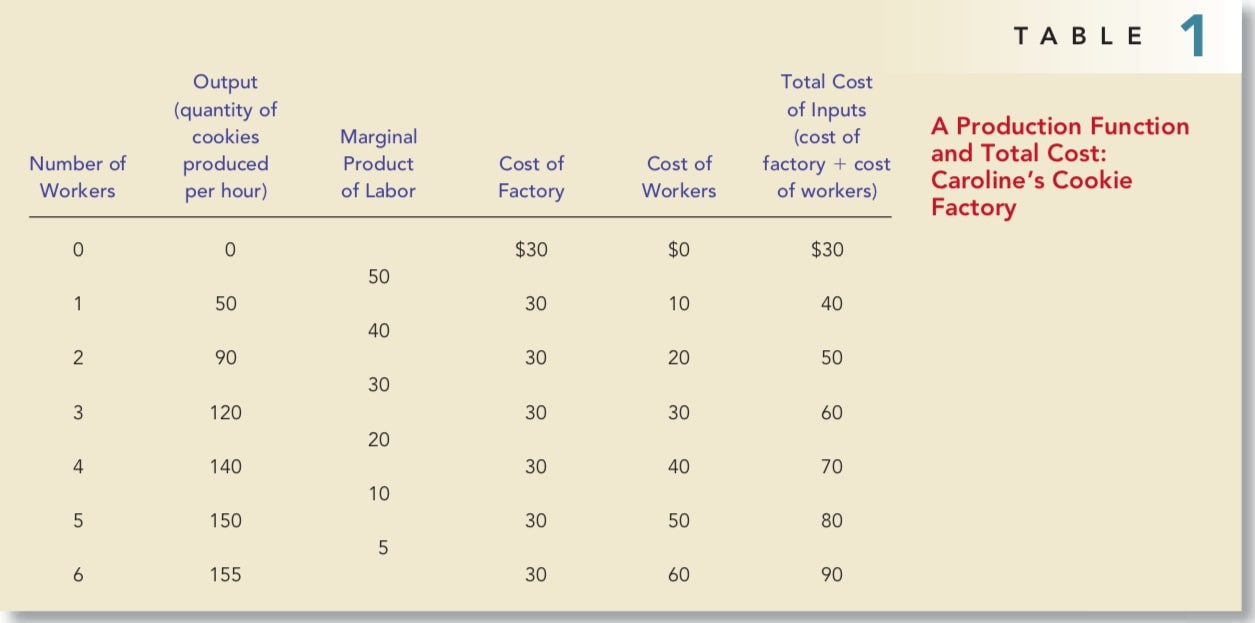 TABLE 1
A Production Function
and Total Cost:
Caroline's Cookie
Factory
Number of
Workers
Output
(quantity of
cookies
produced
per hour)
Marginal
Product
of Labor
Cost of
Factory
Cost of
Workers
Total Cost
of Inputs
(cost of
factory + cost
of workers)
0 0 $30 $0 $30
50
1 50 30 10 40
40
2 90 30 20 50
30
3 120 30 30 60
20
4 140 30 40 70
10
5 150 30 50 80
5
6 155 30 60 90